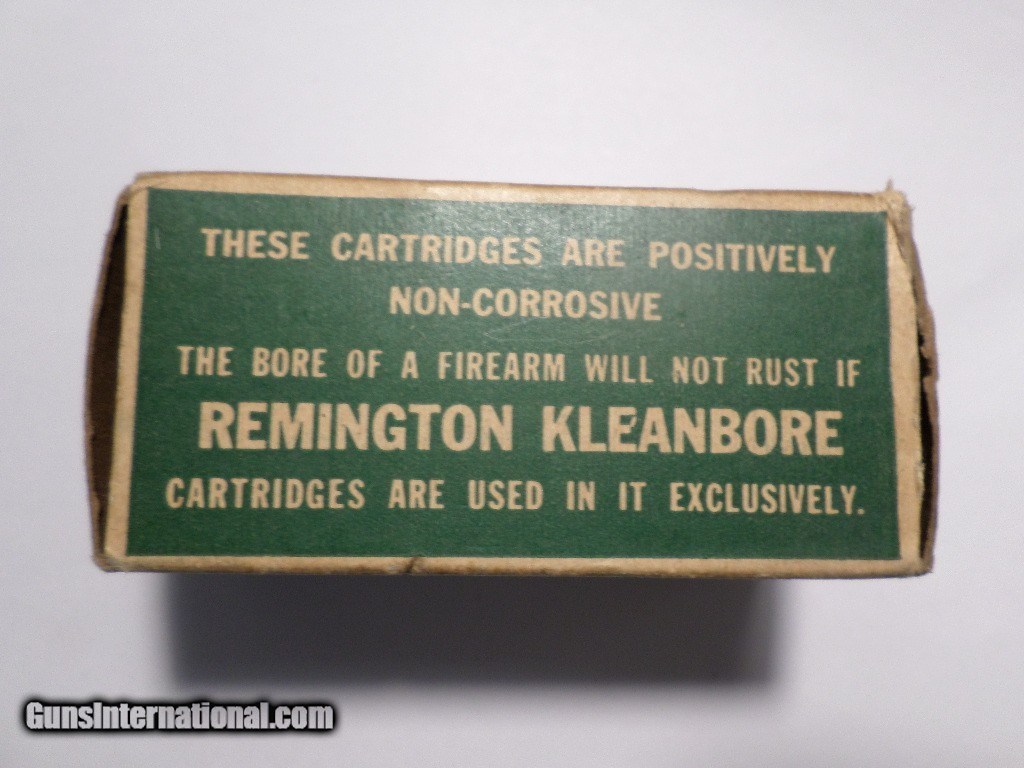 THESE CARTRIDGES ARE POSITIVELY
NON-CORROSIVE
THE BORE OF A FIREARM WILL NOT RUST IF
REMINGTON KLEANBORE
CARTRIDGES ARE USED IN IT EXCLUSIVELY.
GunsInternational.com